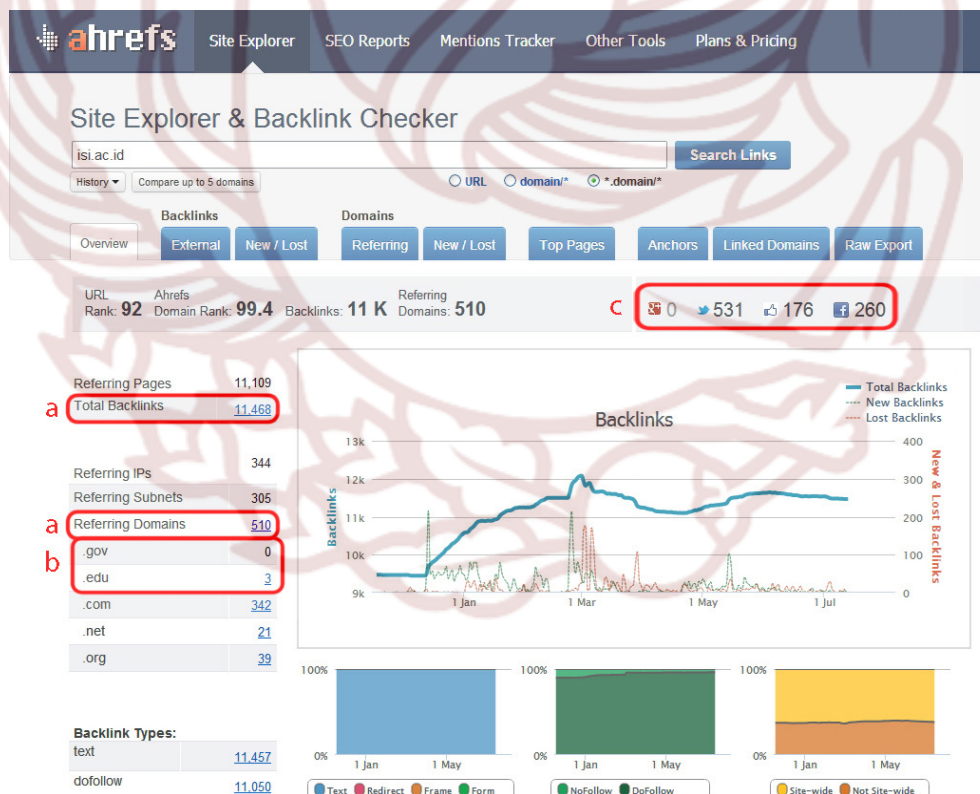 ahrefs Site Explorer SEO Reports Mentions Tracker Other Tools Plans & Pricing
Site Explorer & Backlink Checker
isi.ac.id Search Links
History Compare up to 5 domains URL domain/* *.domain/*
Backlinks Domains
Overview External New / Lost Referring New / Lost Top Pages Anchors Linked Domains Raw Export
URL Ahrefs Referring
Rank: 92 Domain Rank: 99.4 Backlinks: 11 K Domains: 510 c 0 531 176 260
Referring Pages 11,109
a Total Backlinks 11,468
Referring IPs 344
Referring Subnets 305
a Referring Domains 510
b .gov 0
.edu 3
.com 342
.net 21
.org 39
Backlink Types:
text 11,457
dofollow 11,050
Backlinks
Total Backlinks
New Backlinks
Lost Backlinks
13k 400
12k 300
11k 200
10k 100
9k 0
Backlinks
New & Lost Backlinks
1 Jan 1 Mar 1 May 1 Jul
100% 100% 100%
0% 0% 0%
1 Jan 1 May 1 Jan 1 May 1 Jan 1 May
Text Redirect Frame Form NoFollow DoFollow Site-wide Not Site-wide